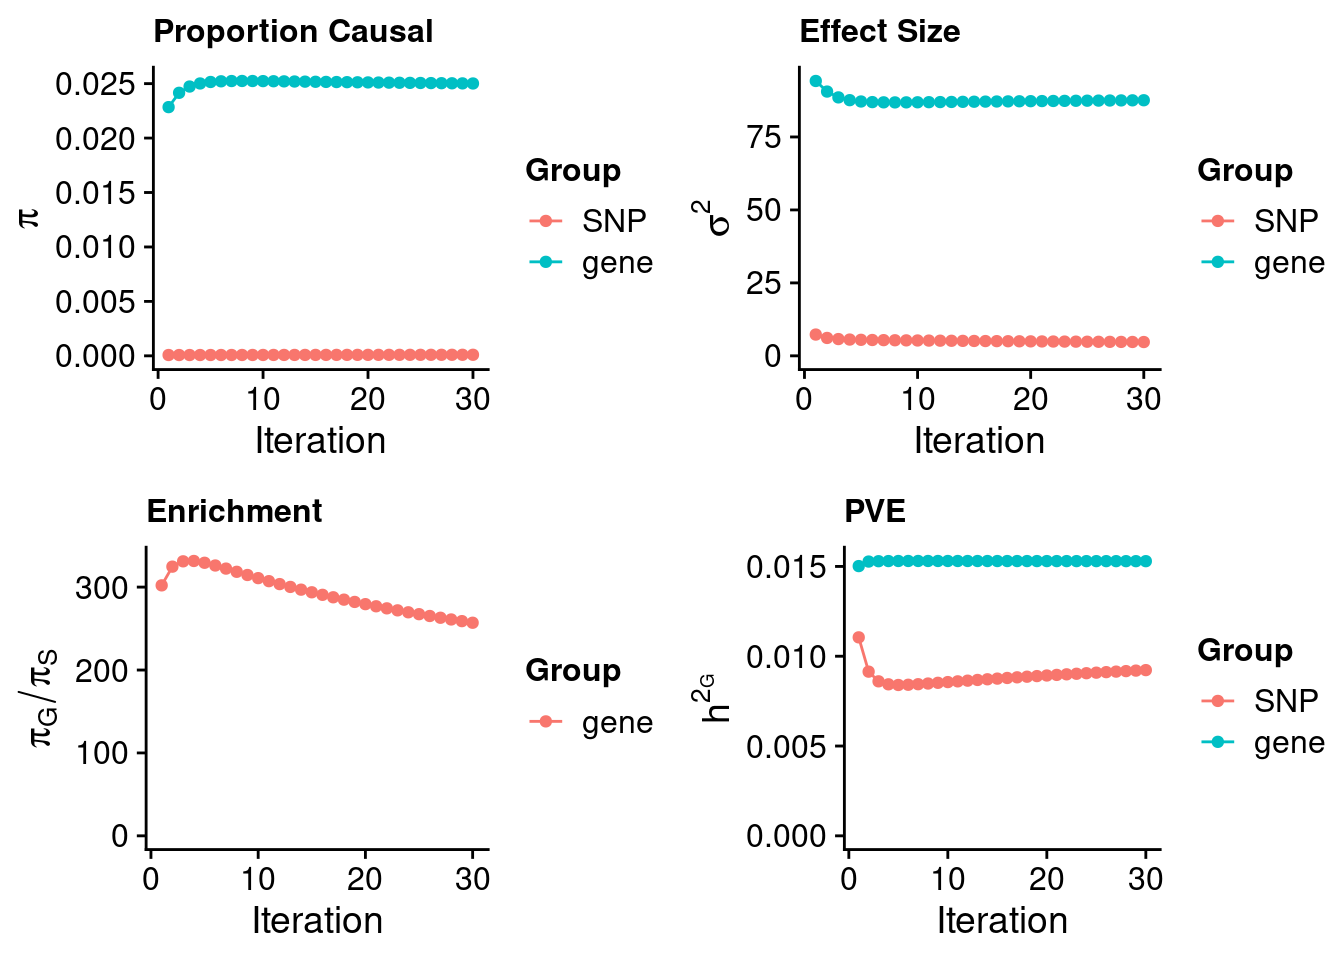 Proportion Causal
0.025
0.020
0.015
0.010
0.005
0.000
π
0 10 20 30
Iteration
Group
SNP
gene
Effect Size
75
50
25
0
σ²
0 10 20 30
Iteration
Group
SNP
gene
Enrichment
300
200
100
0
π_G/π_S
0 10 20 30
Iteration
Group
gene
PVE
0.015
0.010
0.005
0.000
h^2_G
0 10 20 30
Iteration
Group
SNP
gene